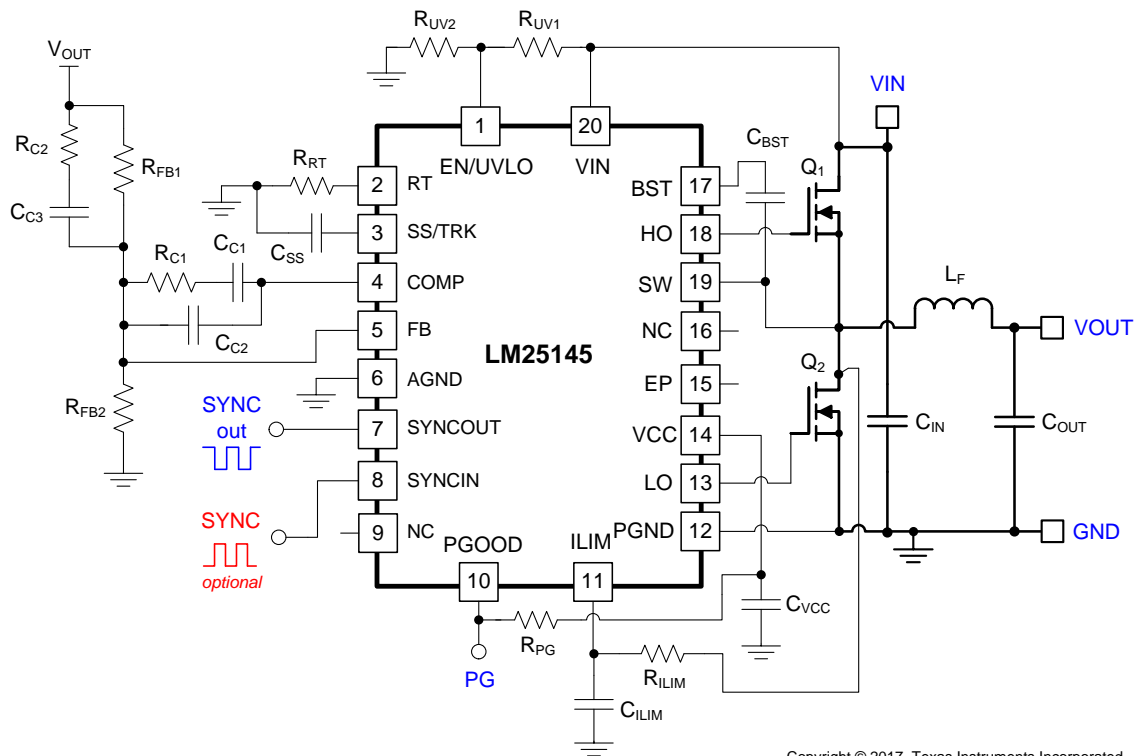 RUV2
RUV1
VOUT
VIN
1
20
EN/UVLO
VIN
CBST
RC2
RFB1
RRT
2
RT
BST
17
Q1
CC3
3
SS/TRK
HO
18
CSS
RC1
CC1
4
COMP
SW
19
LF
CC2
5
FB
NC
16
VOUT
LM25145
Q2
6
AGND
EP
15
RFB2
SYNC
out
7
SYNCOUT
VCC
14
CIN
COUT
8
SYNCIN
LO
13
SYNC
optional
9
NC
PGOOD
ILIM
PGND
12
GND
10
11
CVCC
RPG
PG
RILIM
CILIM
Copyright © 2017, Texas Instruments Incorporated